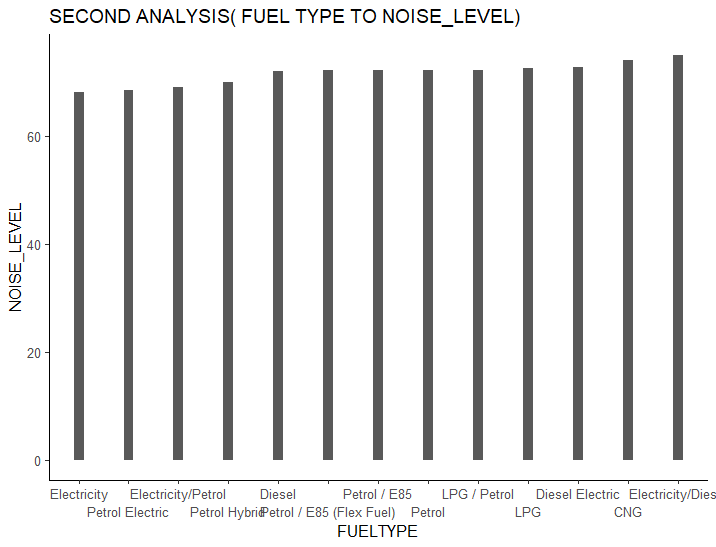 SECOND ANALYSIS( FUEL TYPE TO NOISE_LEVEL)
NOISE_LEVEL
60
40
20
0
Electricity Electricity/Petrol Diesel Petrol / E85 LPG / Petrol Diesel Electric Electricity/Dies
Petrol Electric Petrol Hybrid Petrol / E85 (Flex Fuel) Petrol LPG CNG
FUELTYPE